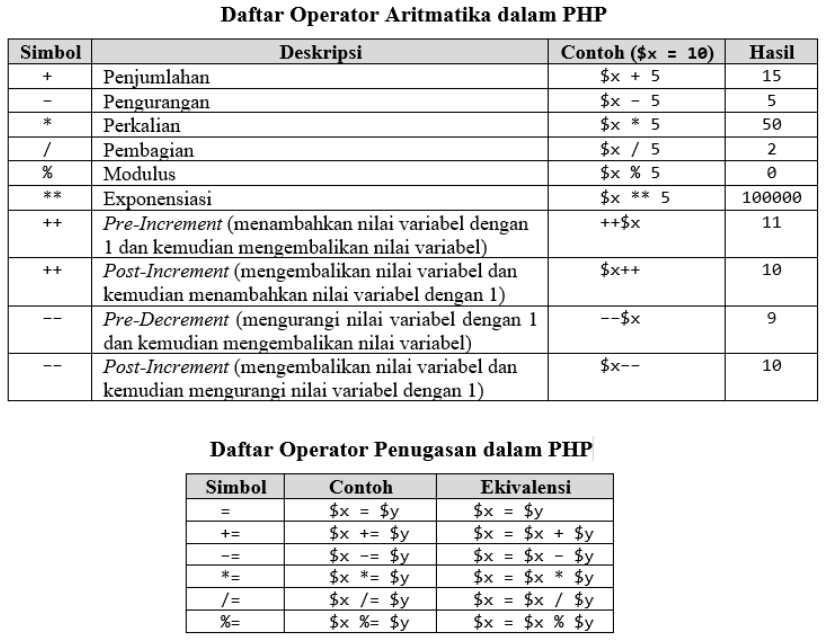 Daftar Operator Aritmatika dalam PHP
Simbol Deskripsi Contoh ($x = 10) Hasil
+ Penjumlahan $x + 5 15
- Pengurangan $x - 5 5
* Perkalian $x * 5 50
/ Pembagian $x / 5 2
% Modulus $x % 5 0
** Exponensiasi $x ** 5 100000
++ Pre-Increment (menambahkan nilai variabel dengan ++$x 11
1 dan kemudian mengembalikan nilai variabel)
++ Post-Increment (mengembalikan nilai variabel dan $x++ 10
kemudian menambahkan nilai variabel dengan 1)
-- Pre-Decrement (mengurangi nilai variabel dengan 1 --$x 9
dan kemudian mengembalikan nilai variabel)
-- Post-Increment (mengembalikan nilai variabel dan $x-- 10
kemudian mengurangi nilai variabel dengan 1)
Daftar Operator Penugasan dalam PHP
Simbol Contoh Ekivalensi
= $x = $y $x = $y
+= $x += $y $x = $x + $y
-= $x -= $y $x = $x - $y
*= $x *= $y $x = $x * $y
/= $x /= $y $x = $x / $y
%= $x %= $y $x = $x % $y